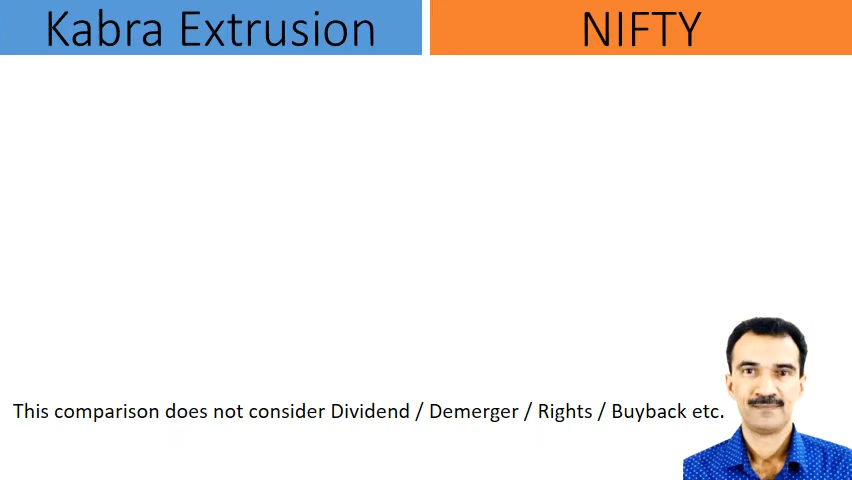 Kabra Extrusion
NIFTY
This comparison does not consider Dividend / Demerger / Rights / Buyback etc.